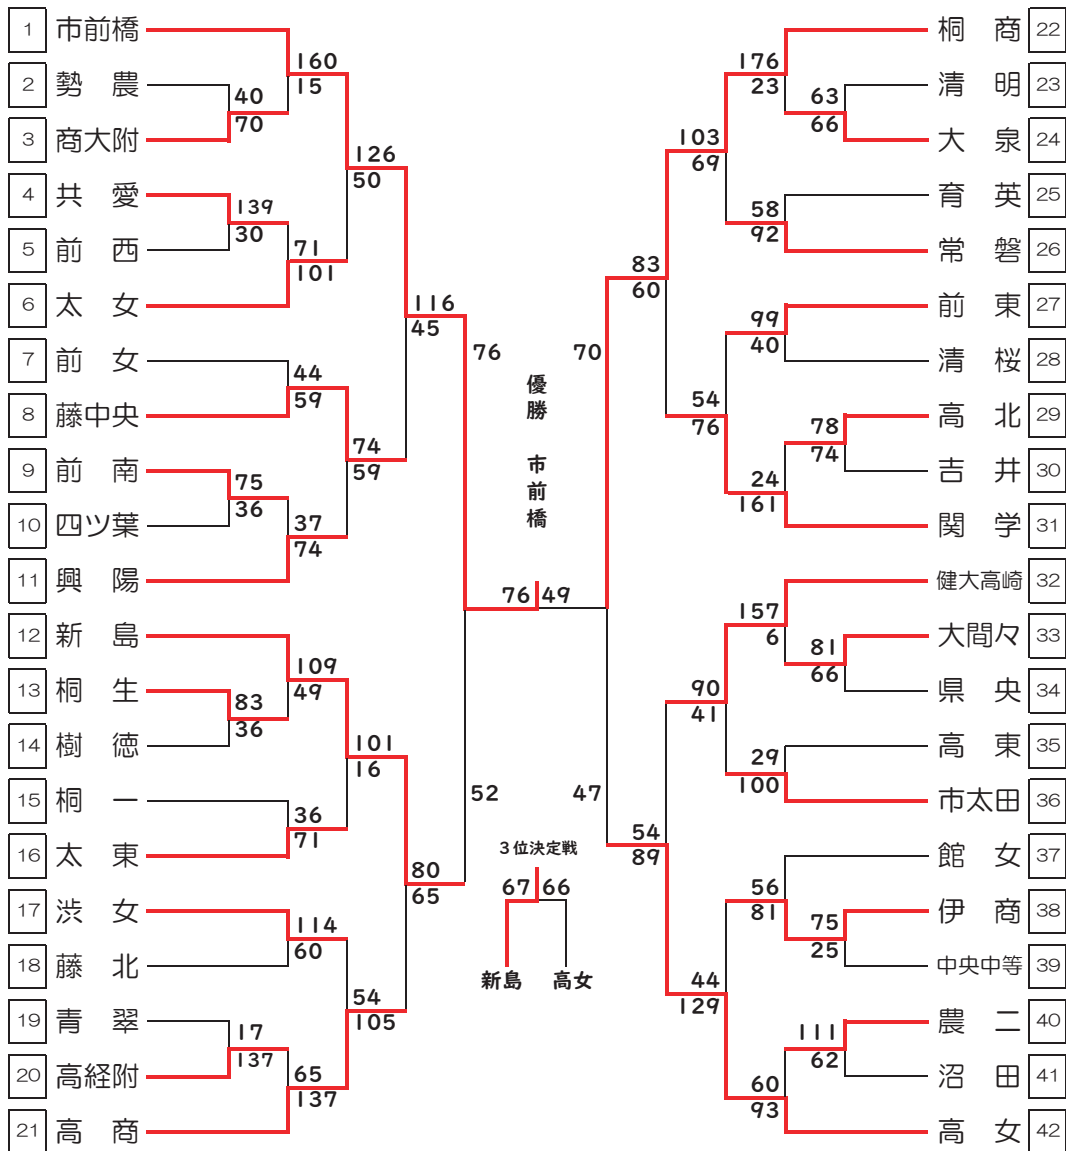 1 市前橋
2 勢 農
3 商大附
4 共 愛
5 前 西
6 太 女
7 前 女
8 藤中央
9 前 南
10 四ツ葉
11 興 陽
12 新 島
13 桐 生
14 樹 徳
15 桐 一
16 太 東
17 渋 女
18 藤 北
19 青 翠
20 高経附
21 高 商
40
70
139
30
75
36
83
36
17
137
160
15
71
101
44
59
37
74
109
49
36
71
114
60
65
137
126
50
74
59
101
16
54
105
116
45
80
65
76
52
優勝 市前橋
76 49
3位決定戦
67 66
新島 高女
70
47
83
60
54
89
103
69
54
76
90
41
44
129
176
23
58
92
99
40
24
161
157
6
29
100
56
81
60
93
63
66
78
74
81
66
75
25
111
62
桐 商 22
清 明 23
大 泉 24
育 英 25
常 磐 26
前 東 27
清 桜 28
高 北 29
吉 井 30
関 学 31
健大高崎 32
大間々 33
県 央 34
高 東 35
市太田 36
館 女 37
伊 商 38
中央中等 39
農 二 40
沼 田 41
高 女 42